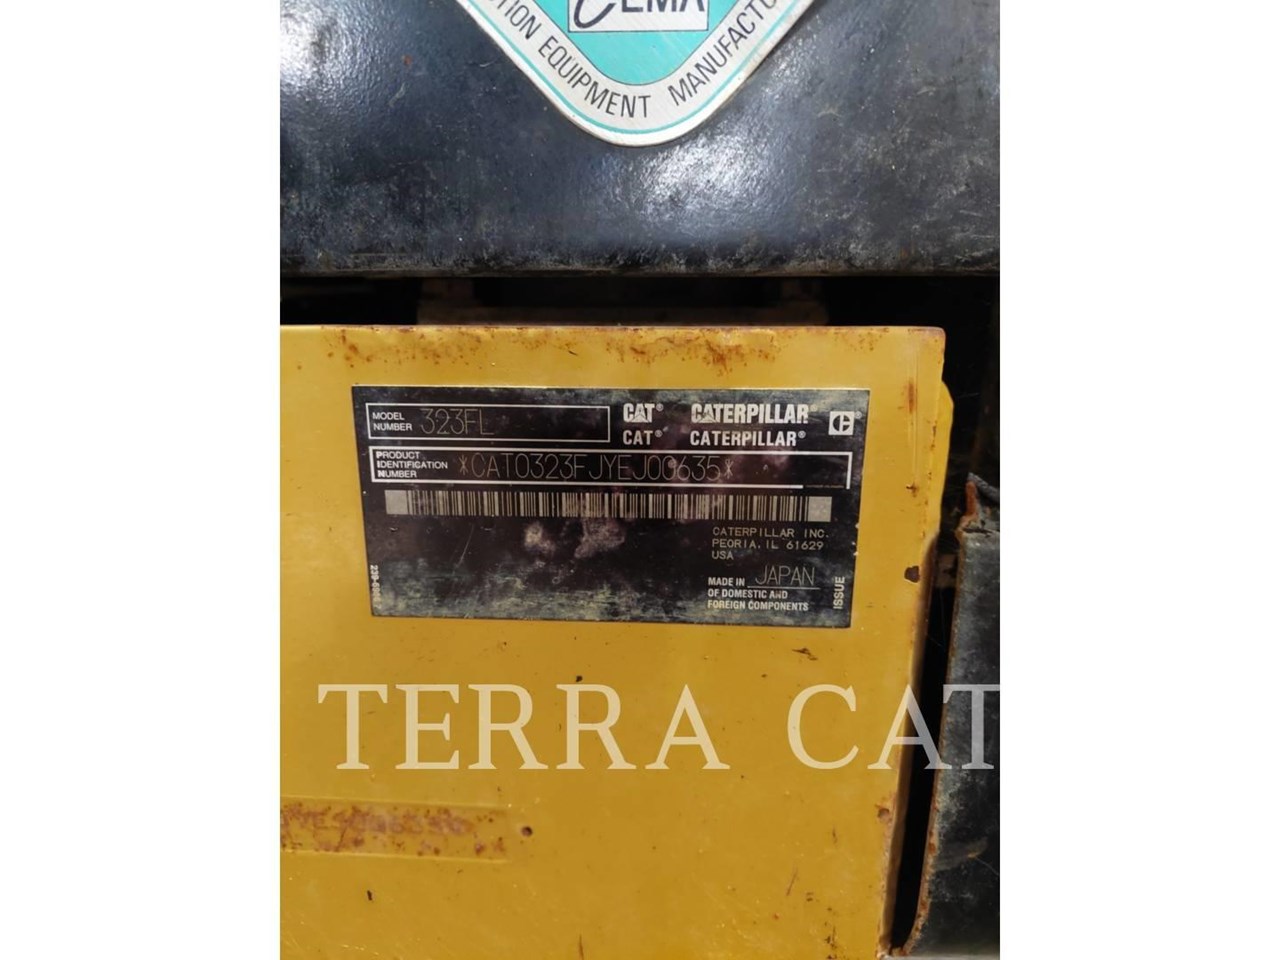 CEMA
TION EQUIPMENT MANUFACTU
MODEL NUMBER 323FL
CAT® CATERPILLAR®
CAT® CATERPILLAR®
PRODUCT IDENTIFICATION NUMBER *CAT0323FJYEJ00635*
CATERPILLAR INC.
PEORIA, IL 61629
USA
MADE IN JAPAN
OF DOMESTIC AND
FOREIGN COMPONENTS
ISSUE
TERRA CAT